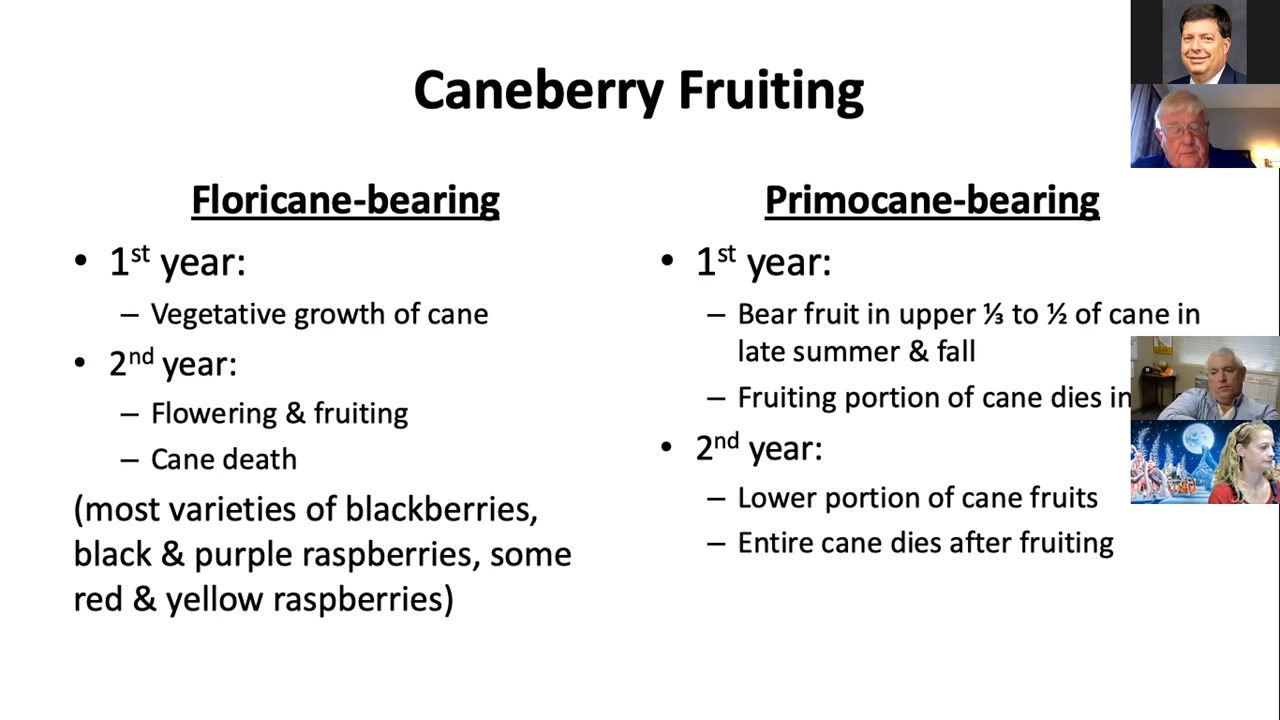 Caneberry Fruiting
Floricane-bearing
• 1st year:
– Vegetative growth of cane
• 2nd year:
– Flowering & fruiting
– Cane death
(most varieties of blackberries,
black & purple raspberries, some
red & yellow raspberries)
Primocane-bearing
• 1st year:
– Bear fruit in upper ⅓ to ½ of cane in
late summer & fall
– Fruiting portion of cane dies in
• 2nd year:
– Lower portion of cane fruits
– Entire cane dies after fruiting